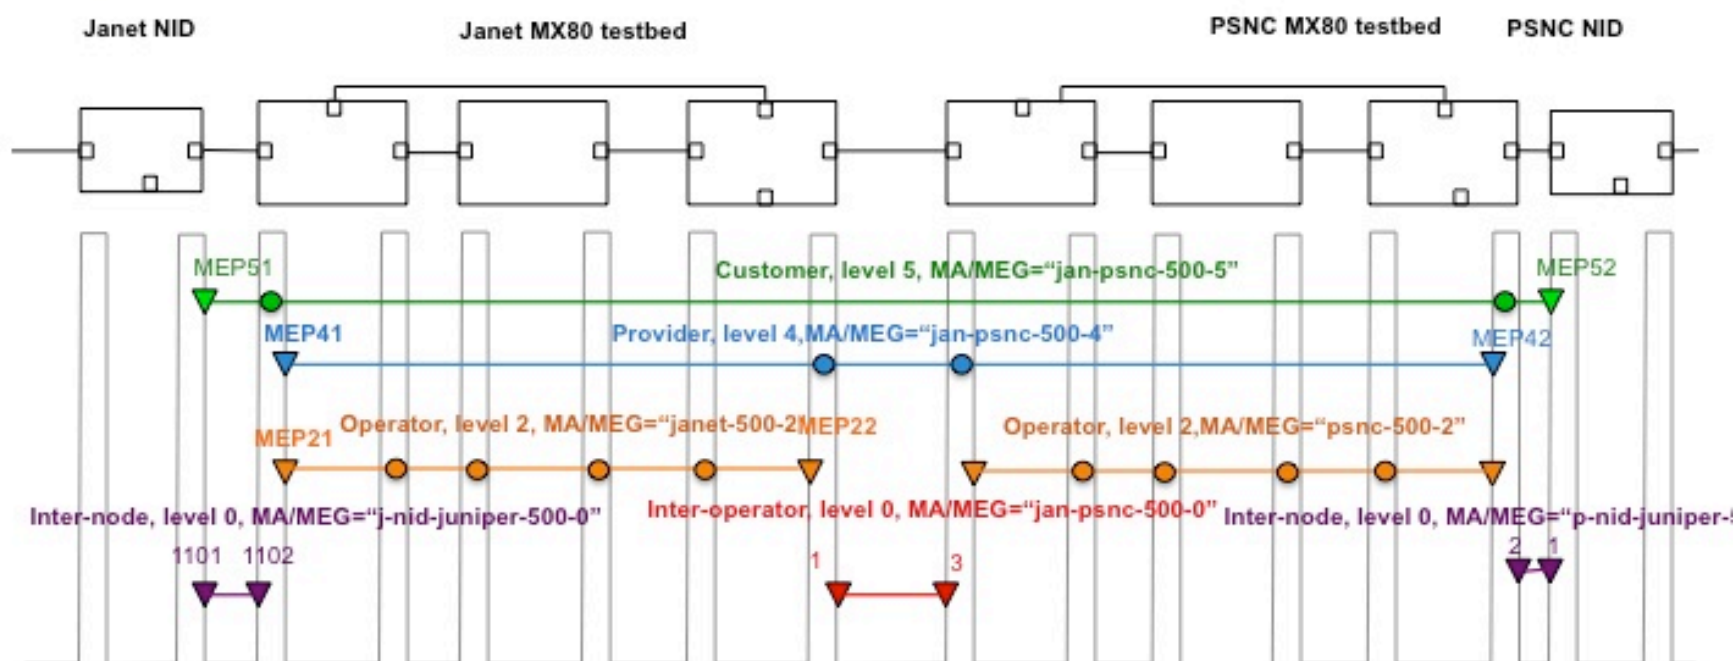 Janet NID
Janet MX80 testbed
PSNC MX80 testbed
PSNC NID
MEP51
Customer, level 5, MA/MEG=“jan-psnc-500-5”
MEP52
MEP41
Provider, level 4,MA/MEG=“jan-psnc-500-4”
MEP42
MEP21
Operator, level 2, MA/MEG=“janet-500-2”
MEP22
Operator, level 2,MA/MEG=“psnc-500-2”
Inter-node, level 0, MA/MEG=“j-nid-juniper-500-0”
Inter-operator, level 0, MA/MEG=“jan-psnc-500-0”
Inter-node, level 0, MA/MEG=“p-nid-juniper-
1101 1102
1
3
2
1